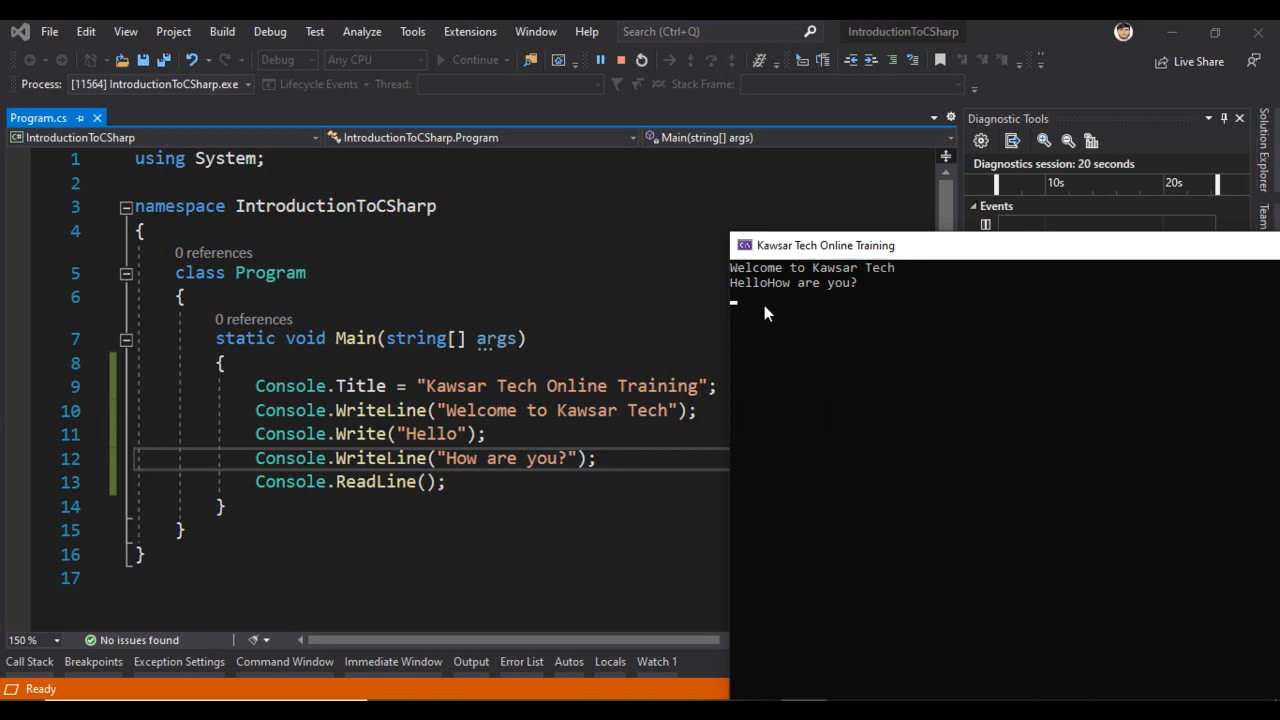 File Edit View Project Build Debug Test Analyze Tools Extensions Window Help Search (Ctrl+Q) IntroductionToCSharp
Debug Any CPU Continue Live Share
Process: [11564] IntroductionToCSharp.exe Lifecycle Events Thread: Stack Frame:
Program.cs
IntroductionToCSharp IntroductionToCSharp.Program Main(string[] args)
1 using System;
2
3 namespace IntroductionToCSharp
4 {
0 references
5 class Program
6 {
0 references
7 static void Main(string[] args)
8 {
9 Console.Title = "Kawsar Tech Online Training";
10 Console.WriteLine("Welcome to Kawsar Tech");
11 Console.Write("Hello");
12 Console.WriteLine("How are you?");
13 Console.ReadLine();
14 }
15 }
16 }
17
150 % No issues found
Call Stack Breakpoints Exception Settings Command Window Immediate Window Output Error List Autos Locals Watch 1
Ready
Diagnostic Tools
Diagnostics session: 20 seconds
10s 20s
Events
Solution Explorer
Team
C:\ Kawsar Tech Online Training
Welcome to Kawsar Tech
HelloHow are you?